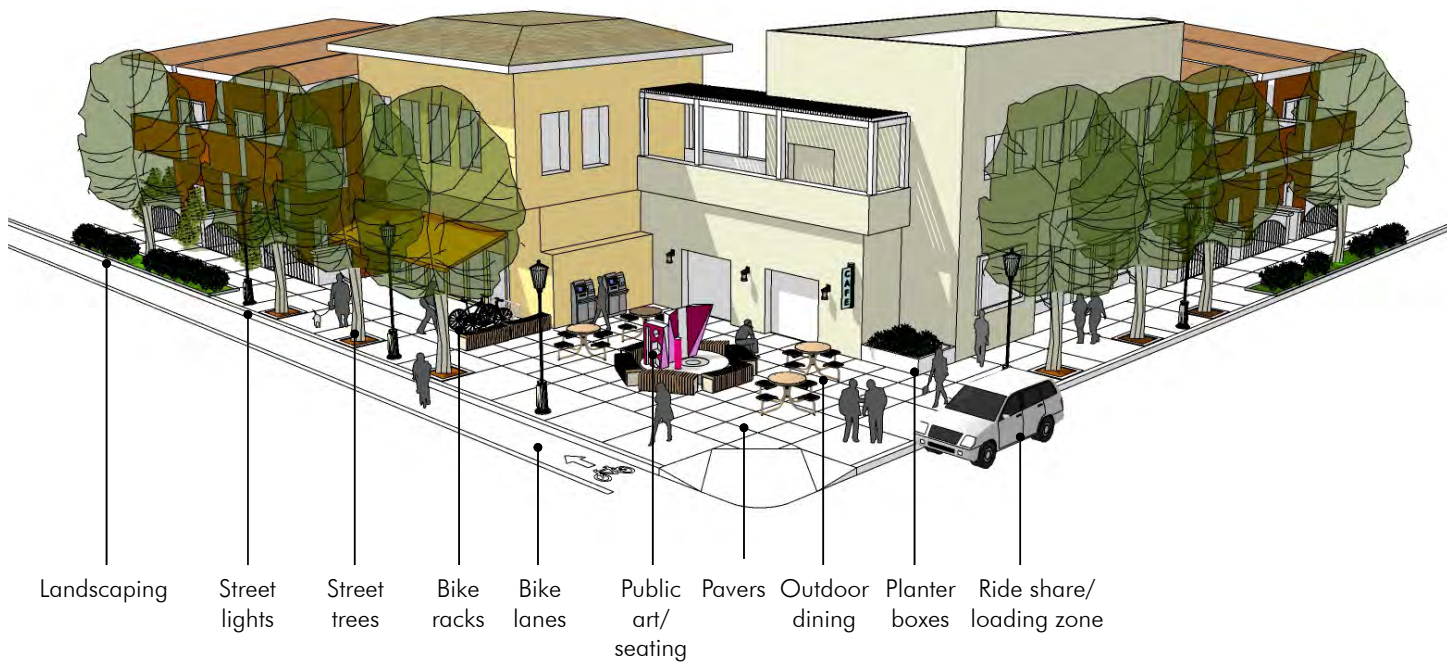 CAFE
Landscaping
Street
lights
Street
trees
Bike
racks
Bike
lanes
Public
art/
seating
Pavers
Outdoor
dining
Planter
boxes
Ride share/
loading zone